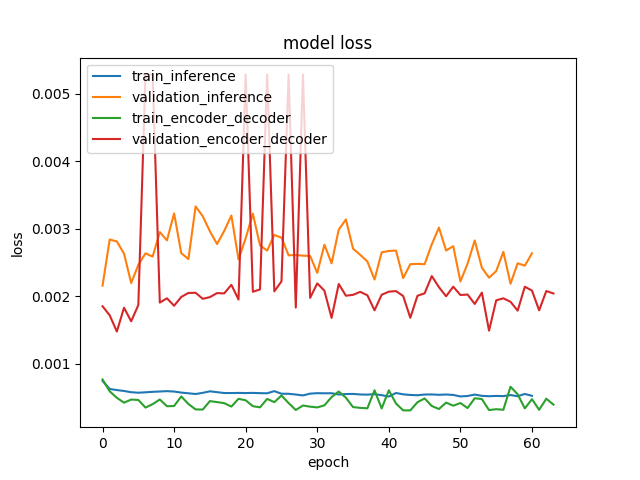 model loss
train_inference
validation_inference
train_encoder_decoder
validation_encoder_decoder
0.005
0.004
0.003
0.002
0.001
loss
0 10 20 30 40 50 60
epoch